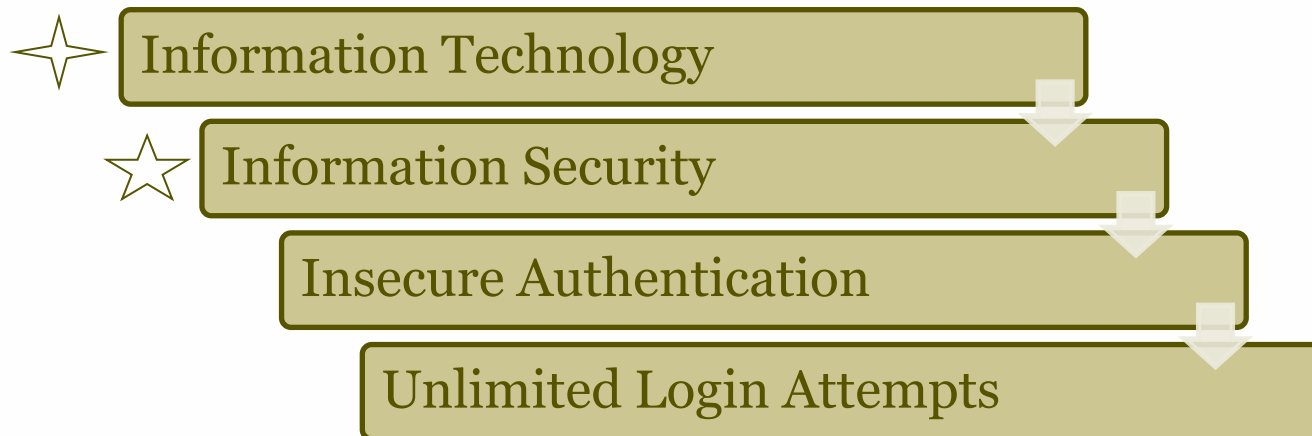 Information Technology
Information Security
Insecure Authentication
Unlimited Login Attempts